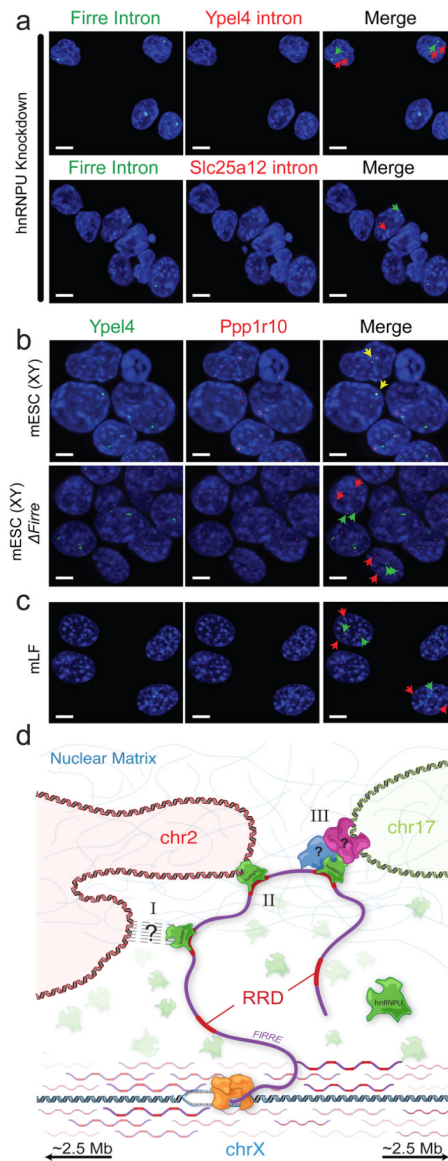 a
Firre Intron Ypel4 intron Merge
hnRNPU Knockdown
Firre Intron Slc25a12 intron Merge
b
Ypel4 Ppp1r10 Merge
mESC (XY)
mESC (XY)
ΔFirre
c
mLF
d
Nuclear Matrix
III
chr17
chr2
?
?
I
?
II
RRD
hnRNPU
FIRRE
~2.5 Mb chrX ~2.5 Mb